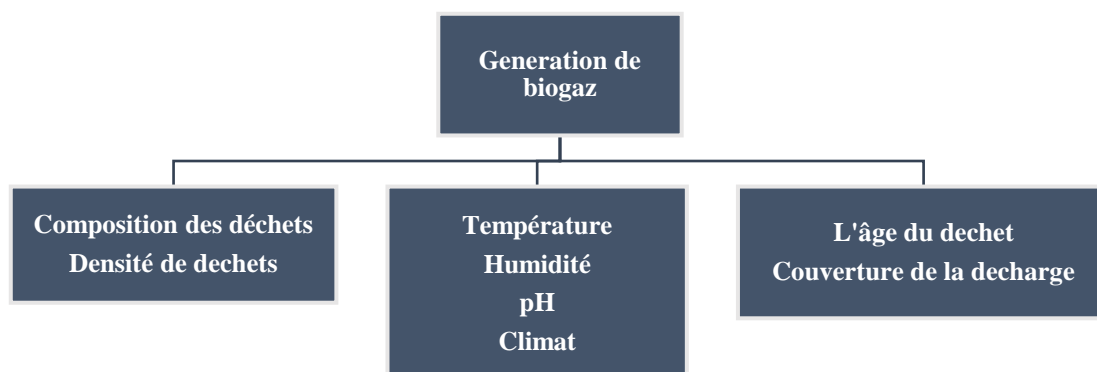 Generation de
biogaz
Composition des déchets
Densité de dechets
Température
Humidité
pH
Climat
L'âge du dechet
Couverture de la decharge